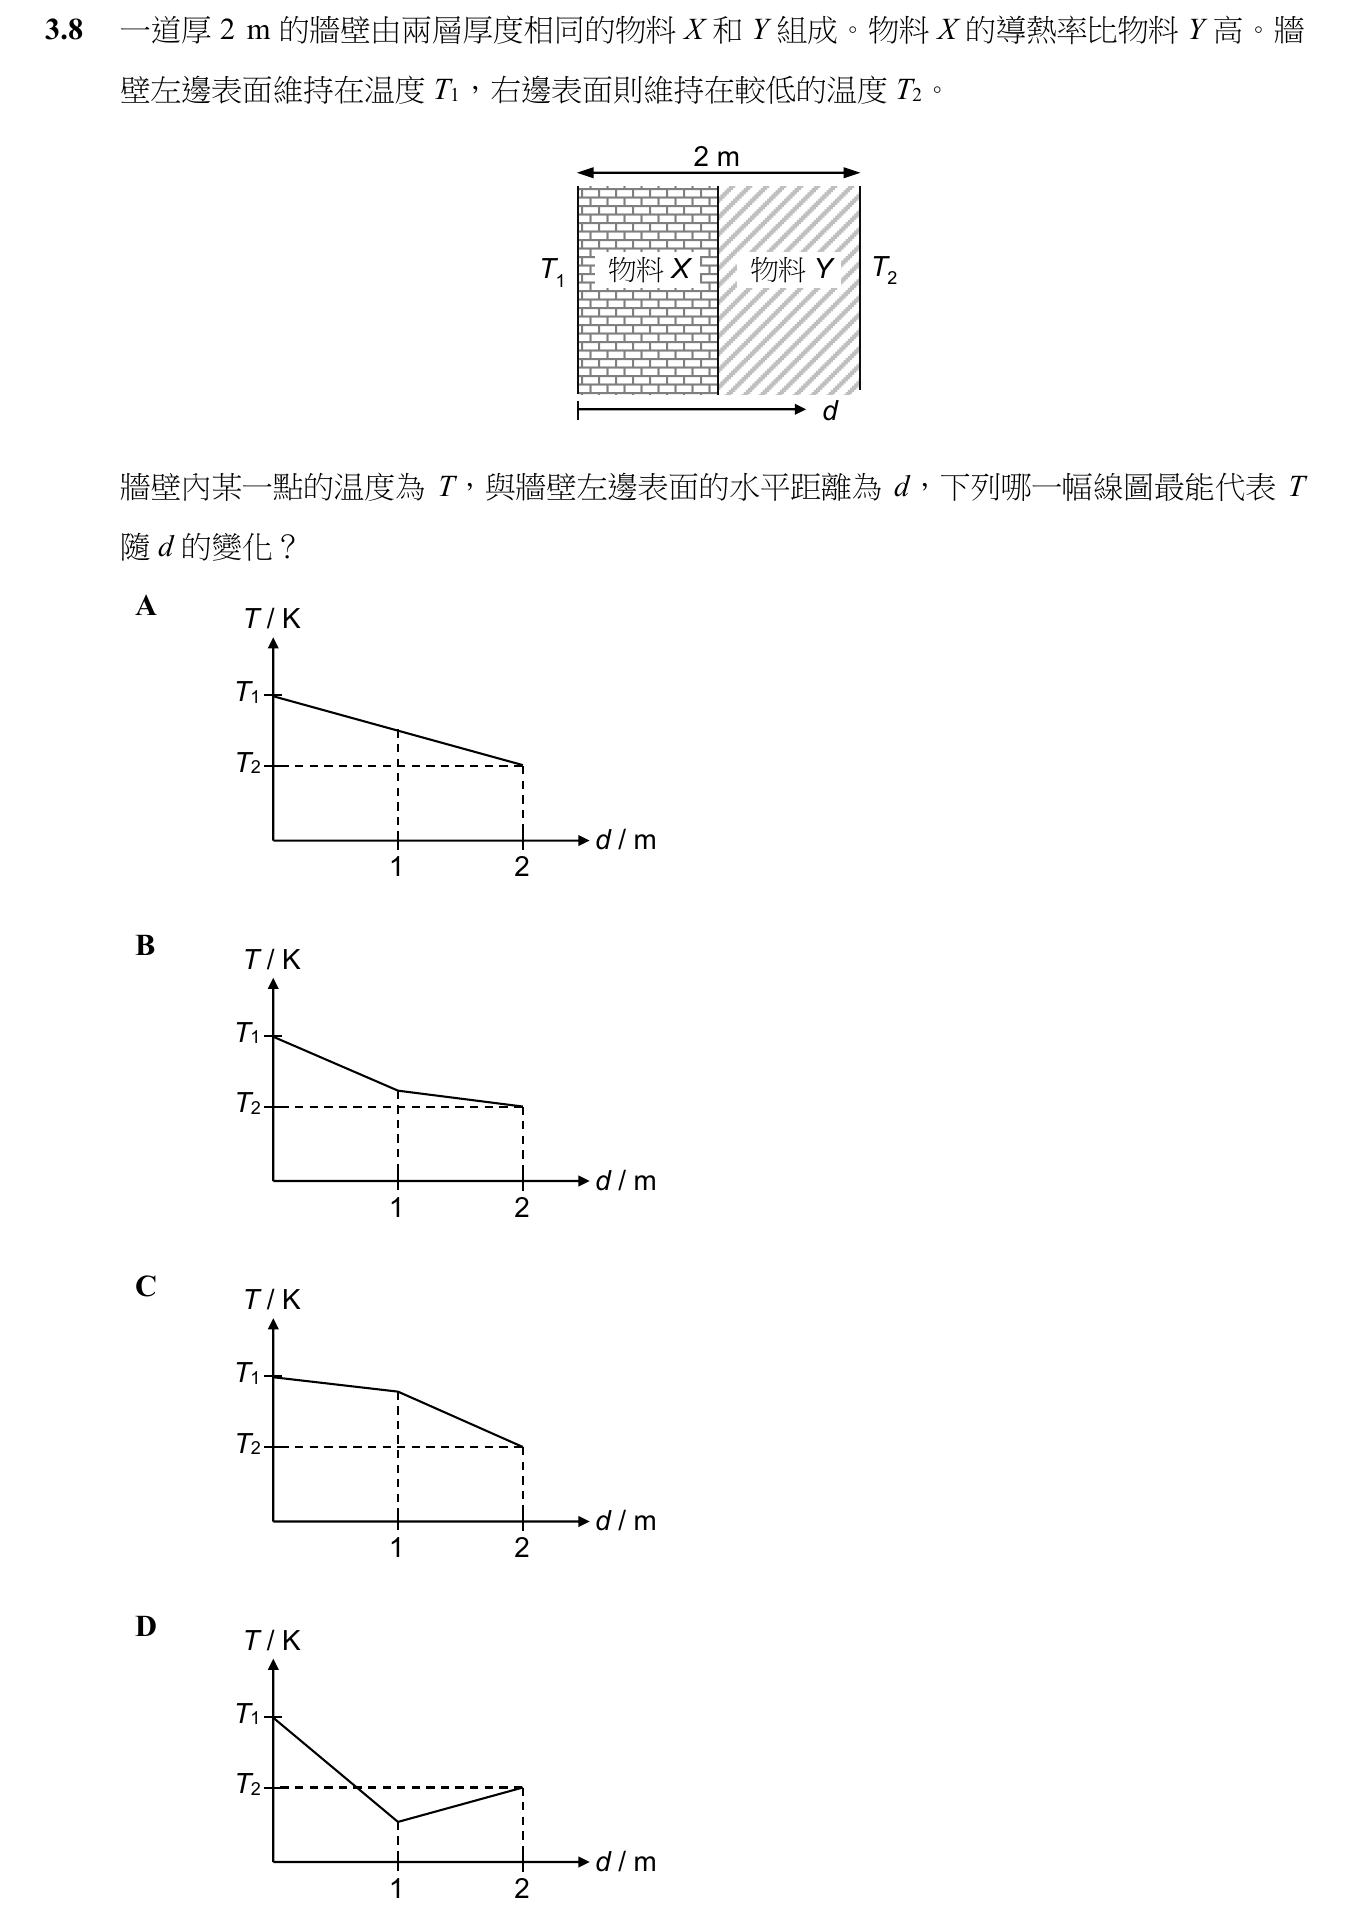 3.8 一道厚 2 m 的牆壁由兩層厚度相同的物料 X 和 Y 組成。物料 X 的導熱率比物料 Y 高。牆
壁左邊表面維持在温度 T1，右邊表面則維持在較低的温度 T2。
2 m
T1 物料 X 物料 Y T2
d
牆壁內某一點的温度為 T，與牆壁左邊表面的水平距離為 d，下列哪一幅線圖最能代表 T
隨 d 的變化？
A
T / K
T1
T2
d / m
1 2
B
T / K
T1
T2
d / m
1 2
C
T / K
T1
T2
d / m
1 2
D
T / K
T1
T2
d / m
1 2